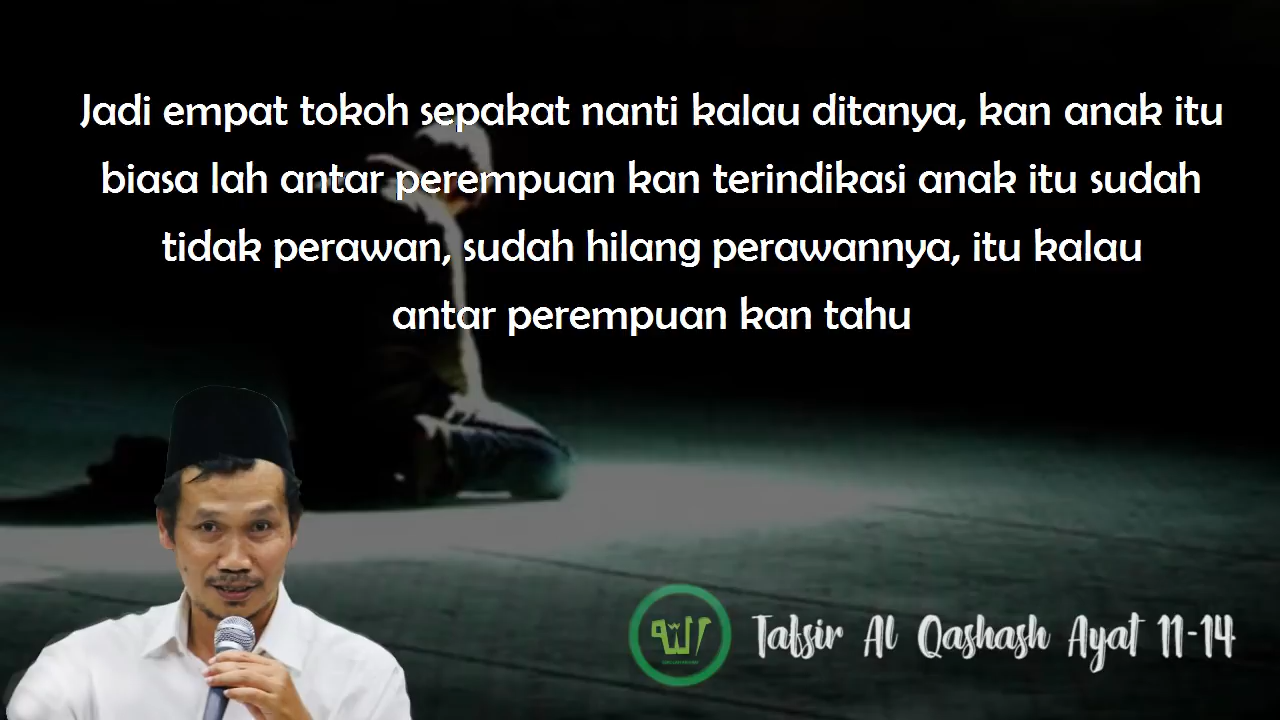 Jadi empat tokoh sepakat nanti kalau ditanya, kan anak itu
biasa lah antar perempuan kan terindikasi anak itu sudah
tidak perawan, sudah hilang perawannya, itu kalau
antar perempuan kan tahu
Tafsir Al Qashash Ayat 11-14